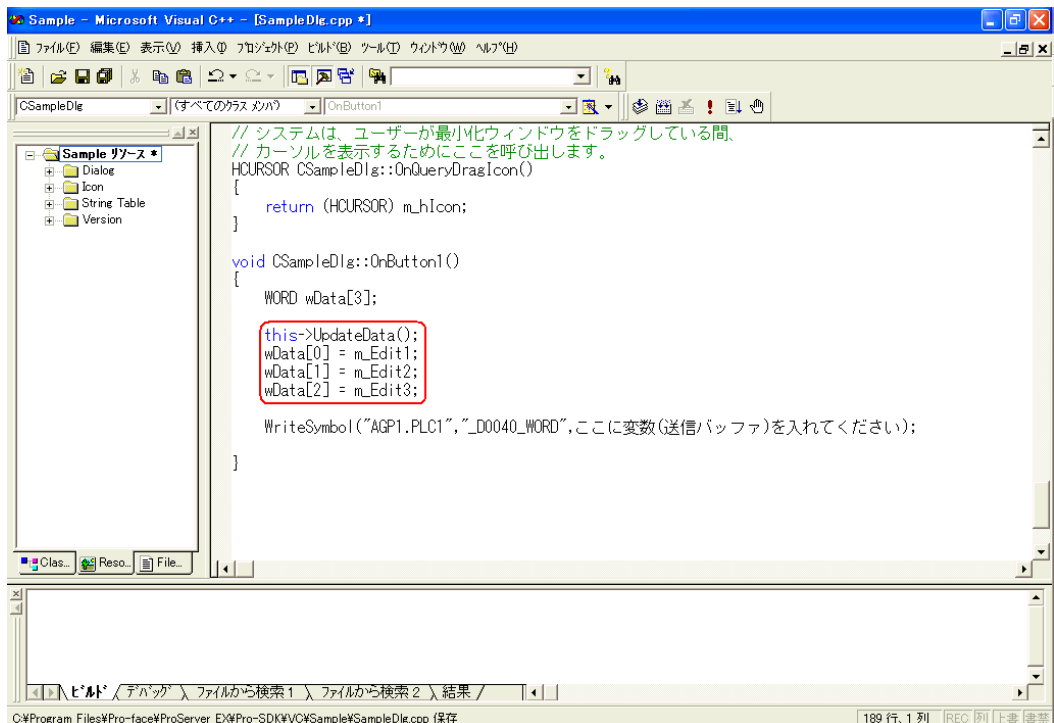 Sample - Microsoft Visual C++ - [SampleDlg.cpp *]
ファイル(F) 編集(E) 表示(V) 挿入(I) プロジェクト(P) ビルド(B) ツール(T) ウィンドウ(W) ヘルプ(H)
CSampleDlg (すべてのクラス メンバ) OnButton1
Sample リソース *
Dialog
Icon
String Table
Version
// システムは、ユーザーが最小化ウィンドウをドラッグしている間、
// カーソルを表示するためにここを呼び出します。
HCURSOR CSampleDlg::OnQueryDragIcon()
{
return (HCURSOR) m_hIcon;
}
void CSampleDlg::OnButton1()
{
WORD wData[3];
this->UpdateData();
wData[0] = m_Edit1;
wData[1] = m_Edit2;
wData[2] = m_Edit3;
WriteSymbol("AGP1.PLC1","_D0040_WORD",ここに変数(送信バッファ)を入れてください);
}
Clas... Reso... File...
ビルド デバッグ ファイルから検索1 ファイルから検索2 結果
C:¥Program Files¥Pro-face¥ProServer EX¥Pro-SDK¥VC¥Sample¥SampleDlg.cpp 保存 189 行, 1 列 REC 列 上書 書禁